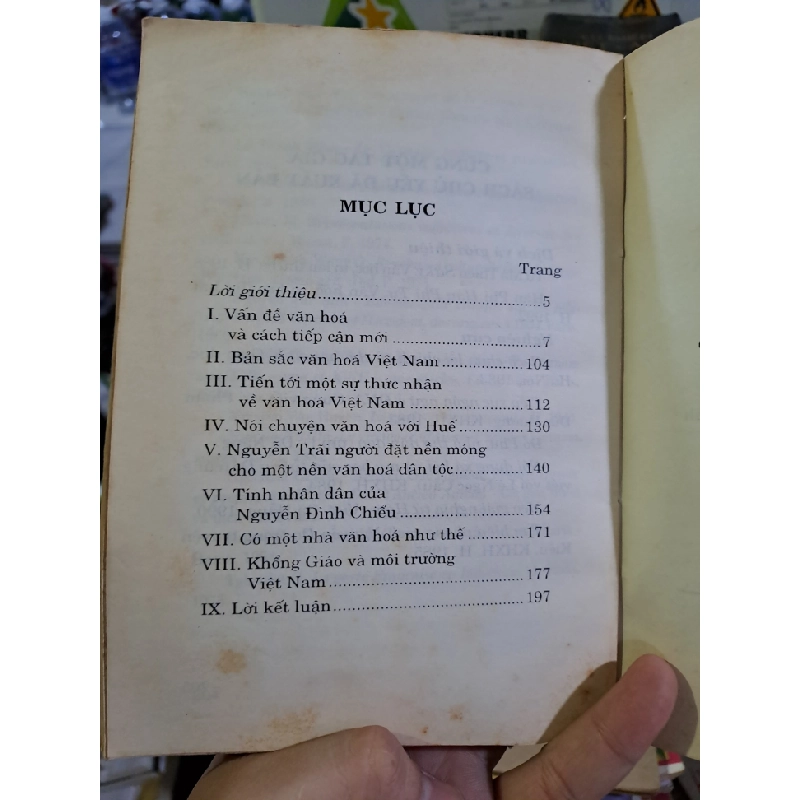 MỤC LỤC
Trang
Lời giới thiệu 5
I. Vấn đề văn hoá
và cách tiếp cận mới 7
II. Bản sắc văn hoá Việt Nam 104
III. Tiến tới một sự thức nhân
về văn hoá Việt Nam 112
IV. Nói chuyện văn hoá với Huế 130
V. Nguyễn Trãi người đặt nền móng
cho một nền văn hoá dân tộc 140
VI. Tính nhân dân của
Nguyễn Đình Chiểu 154
VII. Có một nhà văn hoá như thế 171
VIII. Khổng Giáo và môi trường
Việt Nam 177
IX. Lời kết luận 197